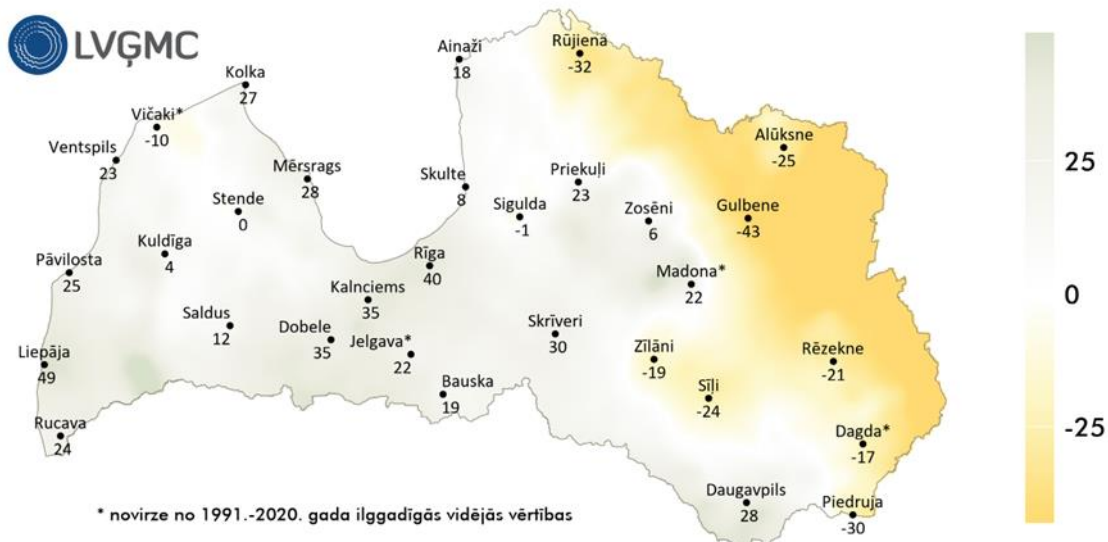 LVĢMC
Ainaži
18
Rūjiena
-32
Kolka
27
Vičaki*
-10
Alūksne
-25
Ventspils
23
Mērsrags
28
Skulte
8
Priekuļi
23
Stende
0
Sigulda
-1
Zosēni
6
Gulbene
-43
Kuldīga
4
Rīga
40
Pāvilosta
25
Madona*
22
Kalnciems
35
Saldus
12
Dobele
35
Jelgava*
22
Skrīveri
30
Zīlāni
-19
Rēzekne
-21
Liepāja
49
Bauska
19
Sīļi
-24
Rucava
24
Dagda*
-17
Daugavpils
28
Piedruja
-30
* novirze no 1991.-2020. gada ilggadīgās vidējās vērtības
25
0
-25